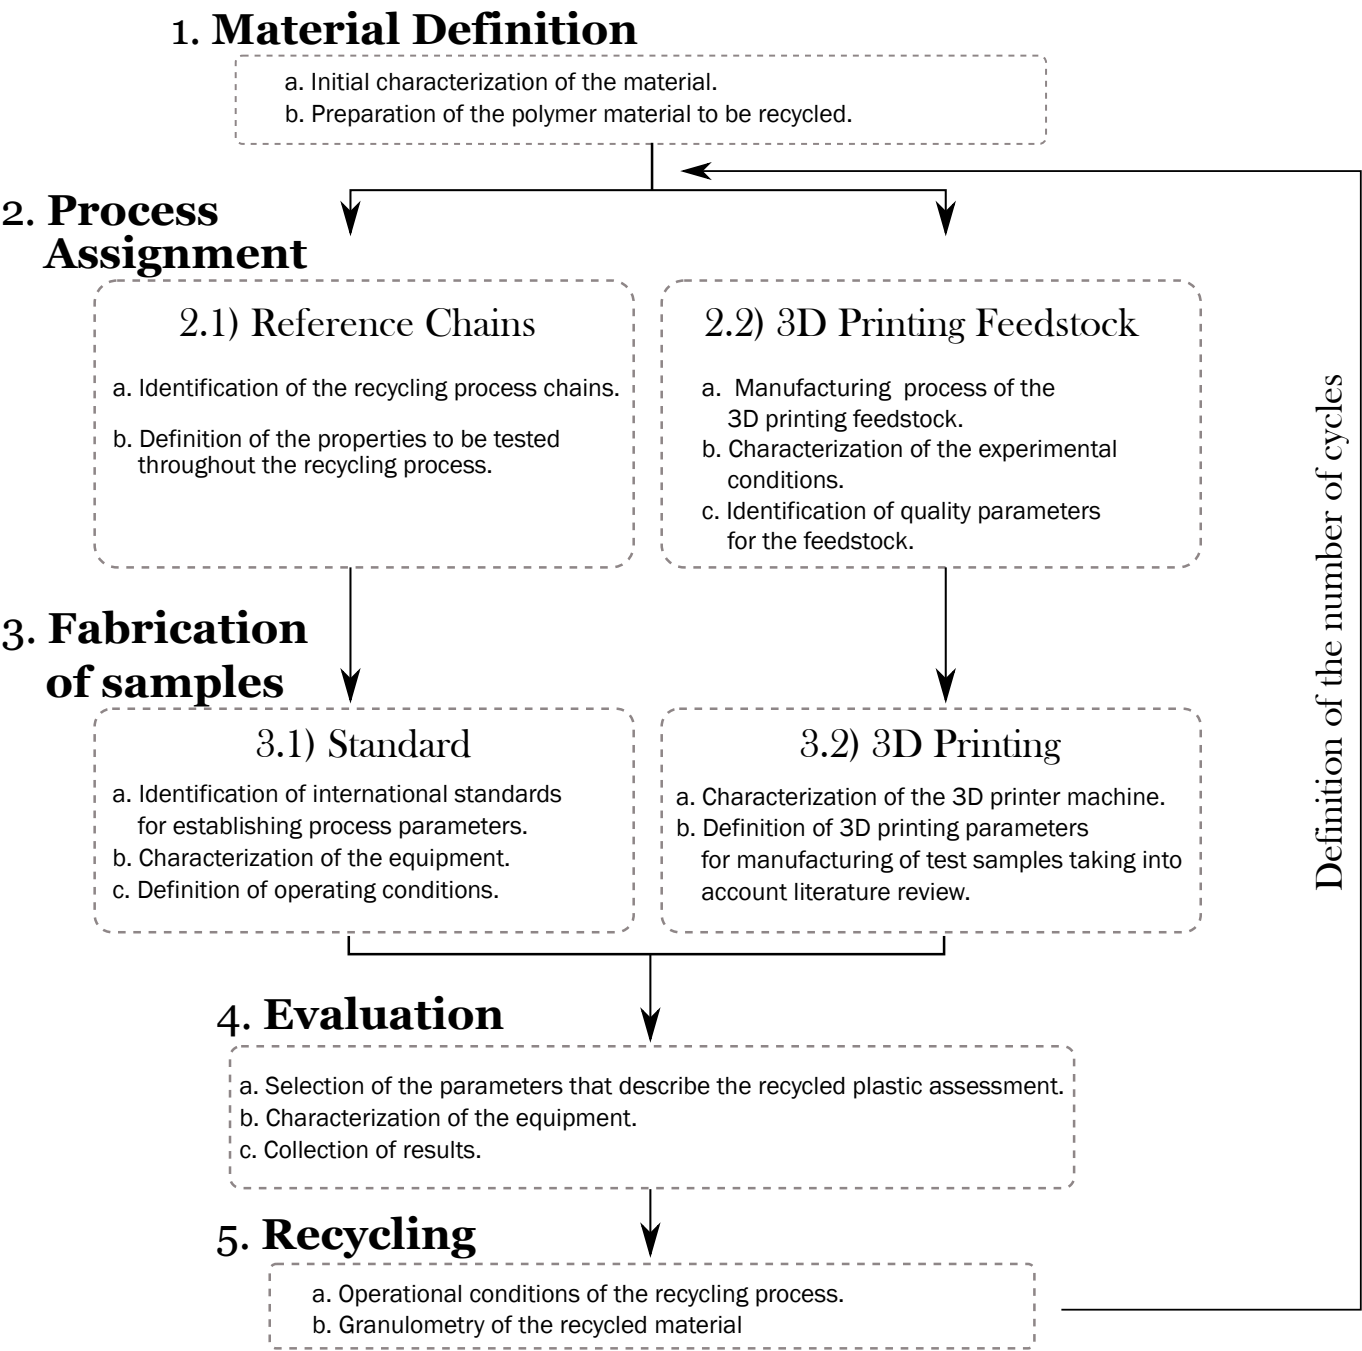 1. Material Definition
a. Initial characterization of the material.
b. Preparation of the polymer material to be recycled.
2. Process
Assignment
2.1) Reference Chains
a. Identification of the recycling process chains.
b. Definition of the properties to be tested
throughout the recycling process.
2.2) 3D Printing Feedstock
a. Manufacturing process of the
3D printing feedstock.
b. Characterization of the experimental
conditions.
c. Identification of quality parameters
for the feedstock.
3. Fabrication
of samples
3.1) Standard
a. Identification of international standards
for establishing process parameters.
b. Characterization of the equipment.
c. Definition of operating conditions.
3.2) 3D Printing
a. Characterization of the 3D printer machine.
b. Definition of 3D printing parameters
for manufacturing of test samples taking into
account literature review.
4. Evaluation
a. Selection of the parameters that describe the recycled plastic assessment.
b. Characterization of the equipment.
c. Collection of results.
5. Recycling
a. Operational conditions of the recycling process.
b. Granulometry of the recycled material
Definition of the number of cycles